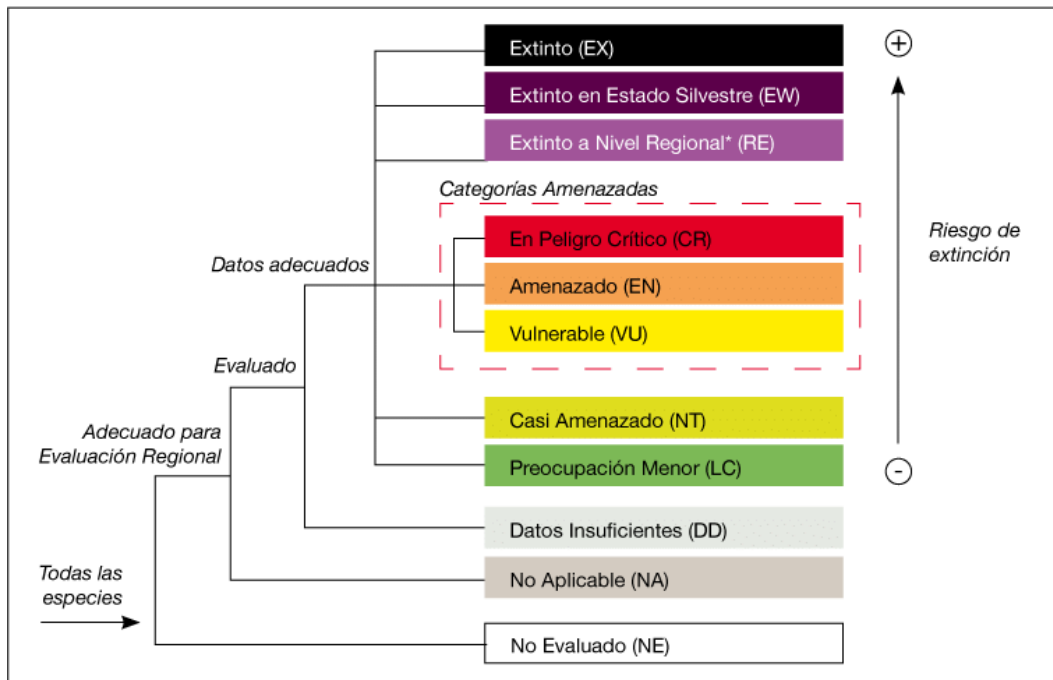 Extinto (EX)
Extinto en Estado Silvestre (EW)
Extinto a Nivel Regional* (RE)
Categorías Amenazadas
En Peligro Crítico (CR)
Amenazado (EN)
Vulnerable (VU)
Casi Amenazado (NT)
Preocupación Menor (LC)
Datos Insuficientes (DD)
No Aplicable (NA)
No Evaluado (NE)
Datos adecuados
Evaluado
Adecuado para
Evaluación Regional
Todas las
especies
+
Riesgo de
extinción
-